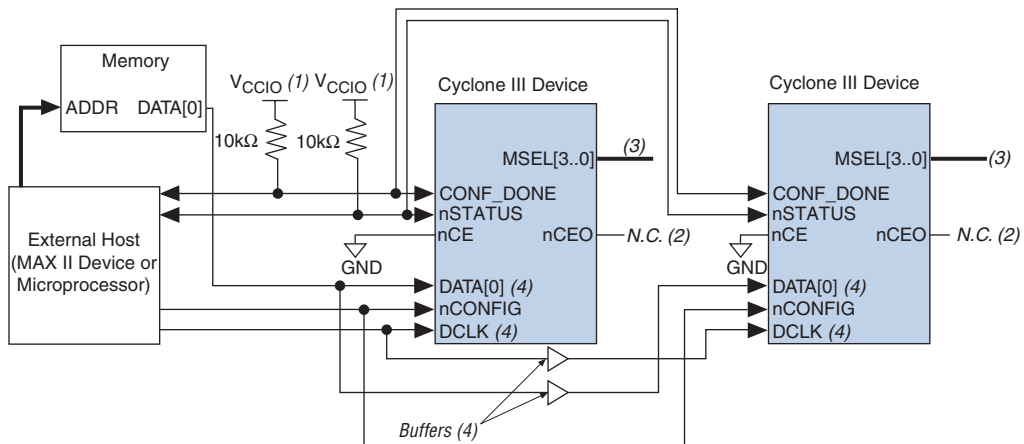 Memory
ADDR DATA[0]
VCCIO (1) VCCIO (1)
10kΩ 10kΩ
External Host
(MAX II Device or
Microprocessor)
Cyclone III Device
MSEL[3..0] (3)
CONF_DONE
nSTATUS
nCE nCEO N.C. (2)
GND
DATA[0] (4)
nCONFIG
DCLK (4)
Cyclone III Device
MSEL[3..0] (3)
CONF_DONE
nSTATUS
nCE nCEO N.C. (2)
GND
DATA[0] (4)
nCONFIG
DCLK (4)
Buffers (4)